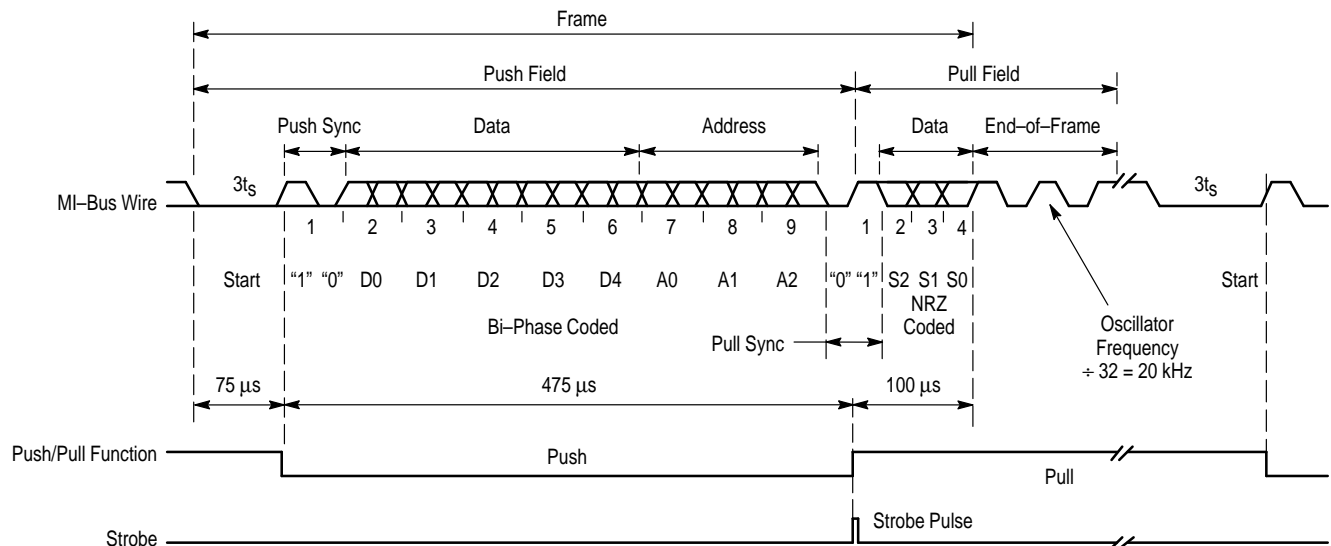 Frame
Push Field Pull Field
Push Sync Data Address Data End–of–Frame
MI–Bus Wire 3tS 3tS
1 2 3 4 5 6 7 8 9 1 2 3 4
Start “1” “0” D0 D1 D2 D3 D4 A0 A1 A2 “0” “1” S2 S1 S0 Start
Bi–Phase Coded
NRZ
Coded
Pull Sync
Oscillator
Frequency
÷ 32 = 20 kHz
75 µs 475 µs 100 µs
Push/Pull Function Push Pull
Strobe Strobe Pulse